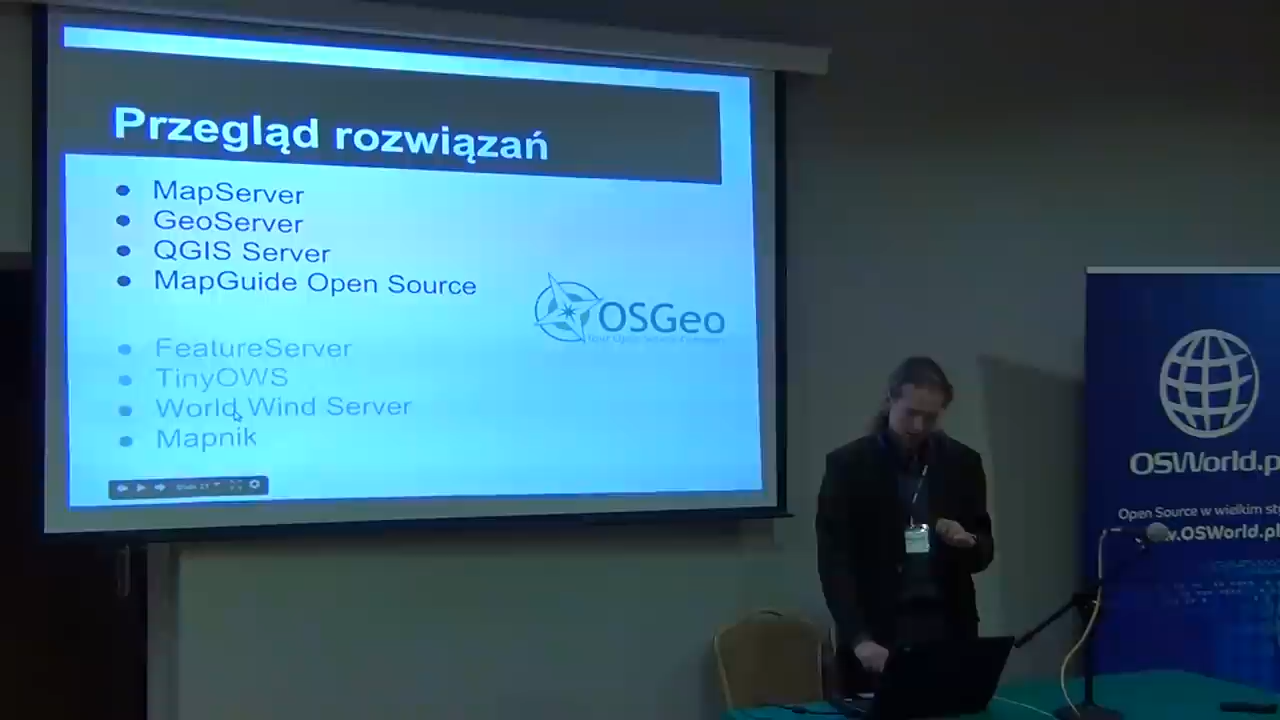 Przegląd rozwiązań
MapServer
GeoServer
QGIS Server
MapGuide Open Source
OSGeo
FeatureServer
TinyOWS
World Wind Server
Mapnik
OSWorld.p
Open Source w wielkim st
w.OSWorld.pl